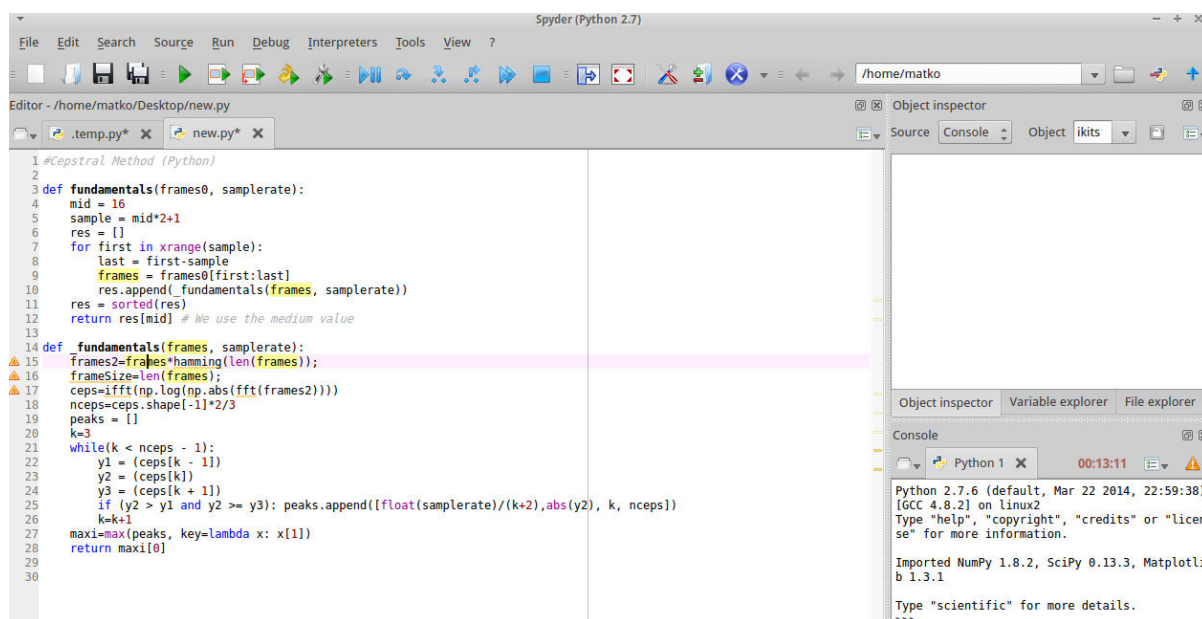 Spyder (Python 2.7)
File Edit Search Source Run Debug Interpreters Tools View ?
/home/matko
Editor - /home/matko/Desktop/new.py
.temp.py* new.py*
1 #Cepstral Method (Python)
2
3 def fundamentals(frames0, samplerate):
4     mid = 16
5     sample = mid*2+1
6     res = []
7     for first in xrange(sample):
8         last = first-sample
9         frames = frames0[first:last]
10         res.append(_fundamentals(frames, samplerate))
11     res = sorted(res)
12     return res[mid] # We use the medium value
13
14 def _fundamentals(frames, samplerate):
15     frames2=frames*hamming(len(frames));
16     frameSize=len(frames);
17     ceps=ifft(np.log(np.abs(fft(frames2))))
18     nceps=ceps.shape[-1]*2/3
19     peaks = []
20     k=3
21     while(k < nceps - 1):
22         y1 = (ceps[k - 1])
23         y2 = (ceps[k])
24         y3 = (ceps[k + 1])
25         if (y2 > y1 and y2 >= y3): peaks.append([float(samplerate)/(k+2),abs(y2), k, nceps])
26         k=k+1
27     maxi=max(peaks, key=lambda x: x[1])
28     return maxi[0]
29
30
Object inspector
Source Console Object ikits
Object inspector Variable explorer File explorer
Console
Python 1 00:13:11
Python 2.7.6 (default, Mar 22 2014, 22:59:38)
[GCC 4.8.2] on linux2
Type "help", "copyright", "credits" or "licen
se" for more information.
Imported NumPy 1.8.2, SciPy 0.13.3, Matplotli
b 1.3.1
Type "scientific" for more details.
>>>